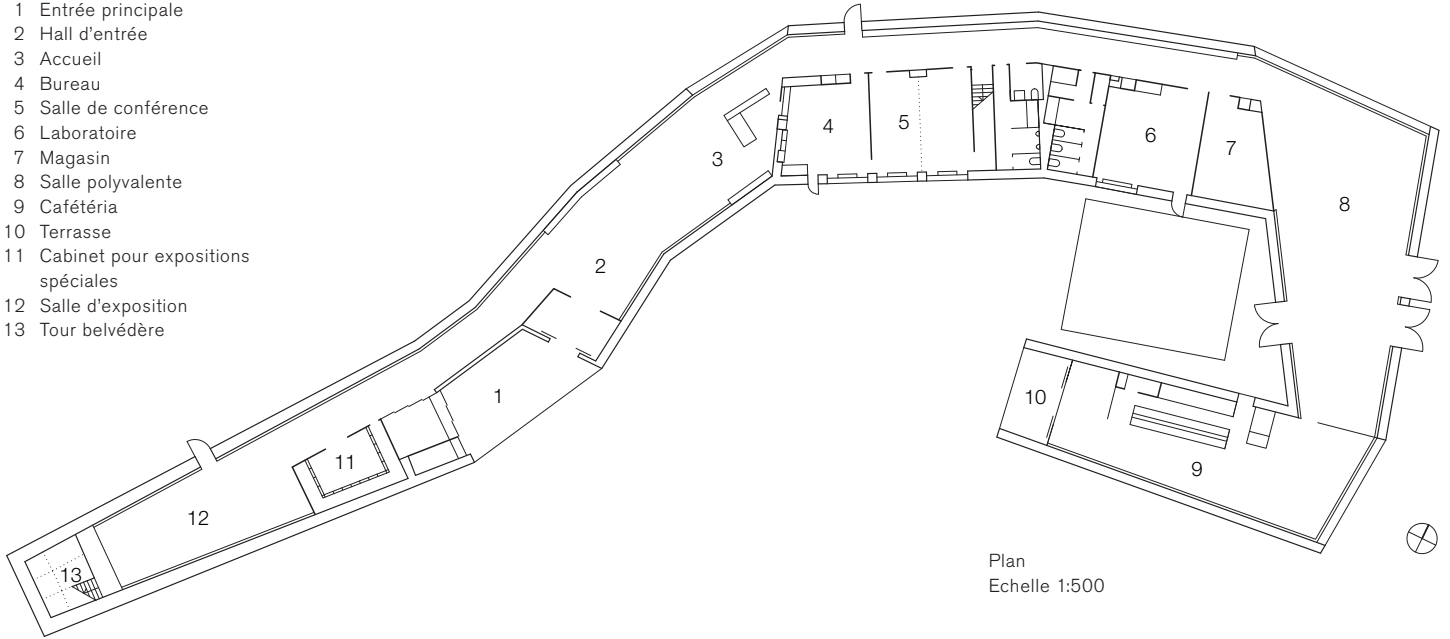 1 Entrée principale
2 Hall d'entrée
3 Accueil
4 Bureau
5 Salle de conférence
6 Laboratoire
7 Magasin
8 Salle polyvalente
9 Cafétéria
10 Terrasse
11 Cabinet pour expositions
spéciales
12 Salle d'exposition
13 Tour belvédère
4
5
6
7
3
8
2
1
10
11
9
12
13
Plan
Echelle 1:500